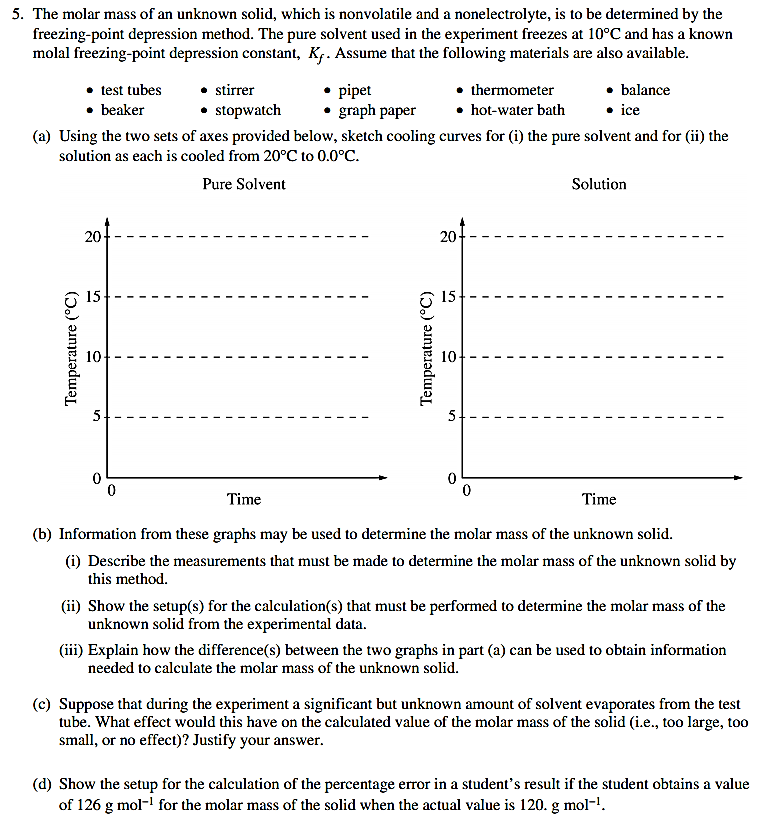 5. The molar mass of an unknown solid, which is nonvolatile and a nonelectrolyte, is to be determined by the
freezing-point depression method. The pure solvent used in the experiment freezes at 10°C and has a known
molal freezing-point depression constant, K_f. Assume that the following materials are also available.
• test tubes • stirrer • pipet • thermometer • balance
• beaker • stopwatch • graph paper • hot-water bath • ice
(a) Using the two sets of axes provided below, sketch cooling curves for (i) the pure solvent and for (ii) the
solution as each is cooled from 20°C to 0.0°C.
Pure Solvent
20
15
10
5
0
0
Temperature (°C)
Time
Solution
20
15
10
5
0
0
Temperature (°C)
Time
(b) Information from these graphs may be used to determine the molar mass of the unknown solid.
(i) Describe the measurements that must be made to determine the molar mass of the unknown solid by
this method.
(ii) Show the setup(s) for the calculation(s) that must be performed to determine the molar mass of the
unknown solid from the experimental data.
(iii) Explain how the difference(s) between the two graphs in part (a) can be used to obtain information
needed to calculate the molar mass of the unknown solid.
(c) Suppose that during the experiment a significant but unknown amount of solvent evaporates from the test
tube. What effect would this have on the calculated value of the molar mass of the solid (i.e., too large, too
small, or no effect)? Justify your answer.
(d) Show the setup for the calculation of the percentage error in a student's result if the student obtains a value
of 126 g mol⁻¹ for the molar mass of the solid when the actual value is 120. g mol⁻¹.